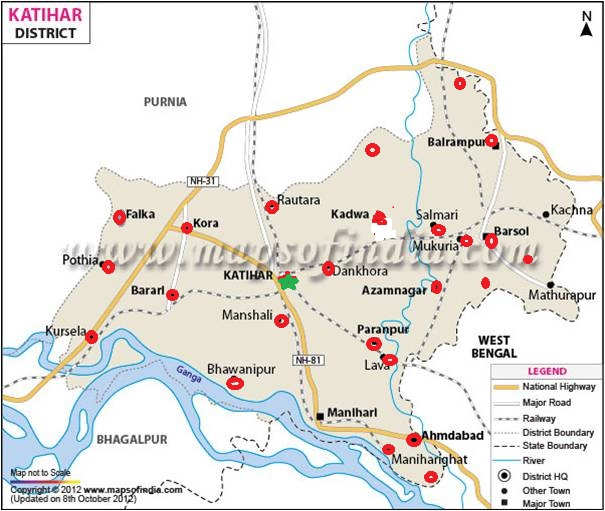 KATIHAR
DISTRICT
N
PURNIA
Balrampur
NH-31
Rautara
Falka
Kora
Kadwa
Salmari
Kachna
Barsol
Mukuria
www.mapsofindia.com
Pothia
KATIHAR
Dankhora
Barari
Azamnagar
Mathurapur
Manshali
Kursela
Paranpur
WEST
BENGAL
Lava
NH-81
Ganga
Bhawanipur
LEGEND
National Highway
Major Road
Railway
District Boundary
State Boundary
River
District HQ
Other Town
Major Town
Manihari
BHAGALPUR
Ahmdabad
Maniharighat
Map not to Scale
Copyright © 2012 www.mapsofindia.com
(Updated on 8th October 2012)